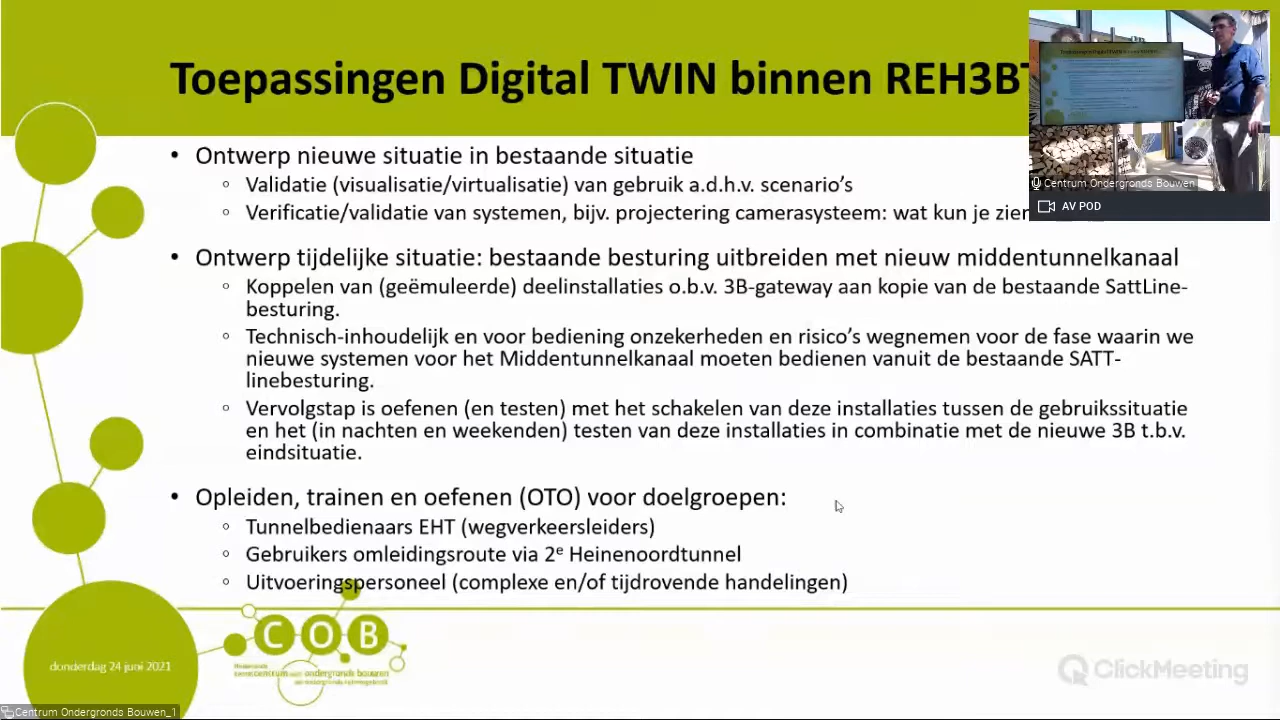 Toepassingen Digital TWIN binnen REH3B
Centrum Ondergronds Bouwen
AV POD
• Ontwerp nieuwe situatie in bestaande situatie
◦ Validatie (visualisatie/virtualisatie) van gebruik a.d.h.v. scenario's
◦ Verificatie/validatie van systemen, bijv. projectering camerasysteem: wat kun je zien
• Ontwerp tijdelijke situatie: bestaande besturing uitbreiden met nieuw middentunnelkanaal
◦ Koppelen van (geëmuleerde) deelinstallaties o.b.v. 3B-gateway aan kopie van de bestaande SattLine-
besturing.
◦ Technisch-inhoudelijk en voor bediening onzekerheden en risico's wegnemen voor de fase waarin we
nieuwe systemen voor het Middentunnelkanaal moeten bedienen vanuit de bestaande SATT-
linebesturing.
◦ Vervolgstap is oefenen (en testen) met het schakelen van deze installaties tussen de gebruikssituatie
en het (in nachten en weekenden) testen van deze installaties in combinatie met de nieuwe 3B t.b.v.
eindsituatie.
• Opleiden, trainen en oefenen (OTO) voor doelgroepen:
◦ Tunnelbedienaars EHT (wegverkeersleiders)
◦ Gebruikers omleidingsroute via 2e Heinenoordtunnel
◦ Uitvoeringspersoneel (complexe en/of tijdrovende handelingen)
COB
donderdag 24 juni 2021
ClickMeeting
Centrum Ondergronds Bouwen_1